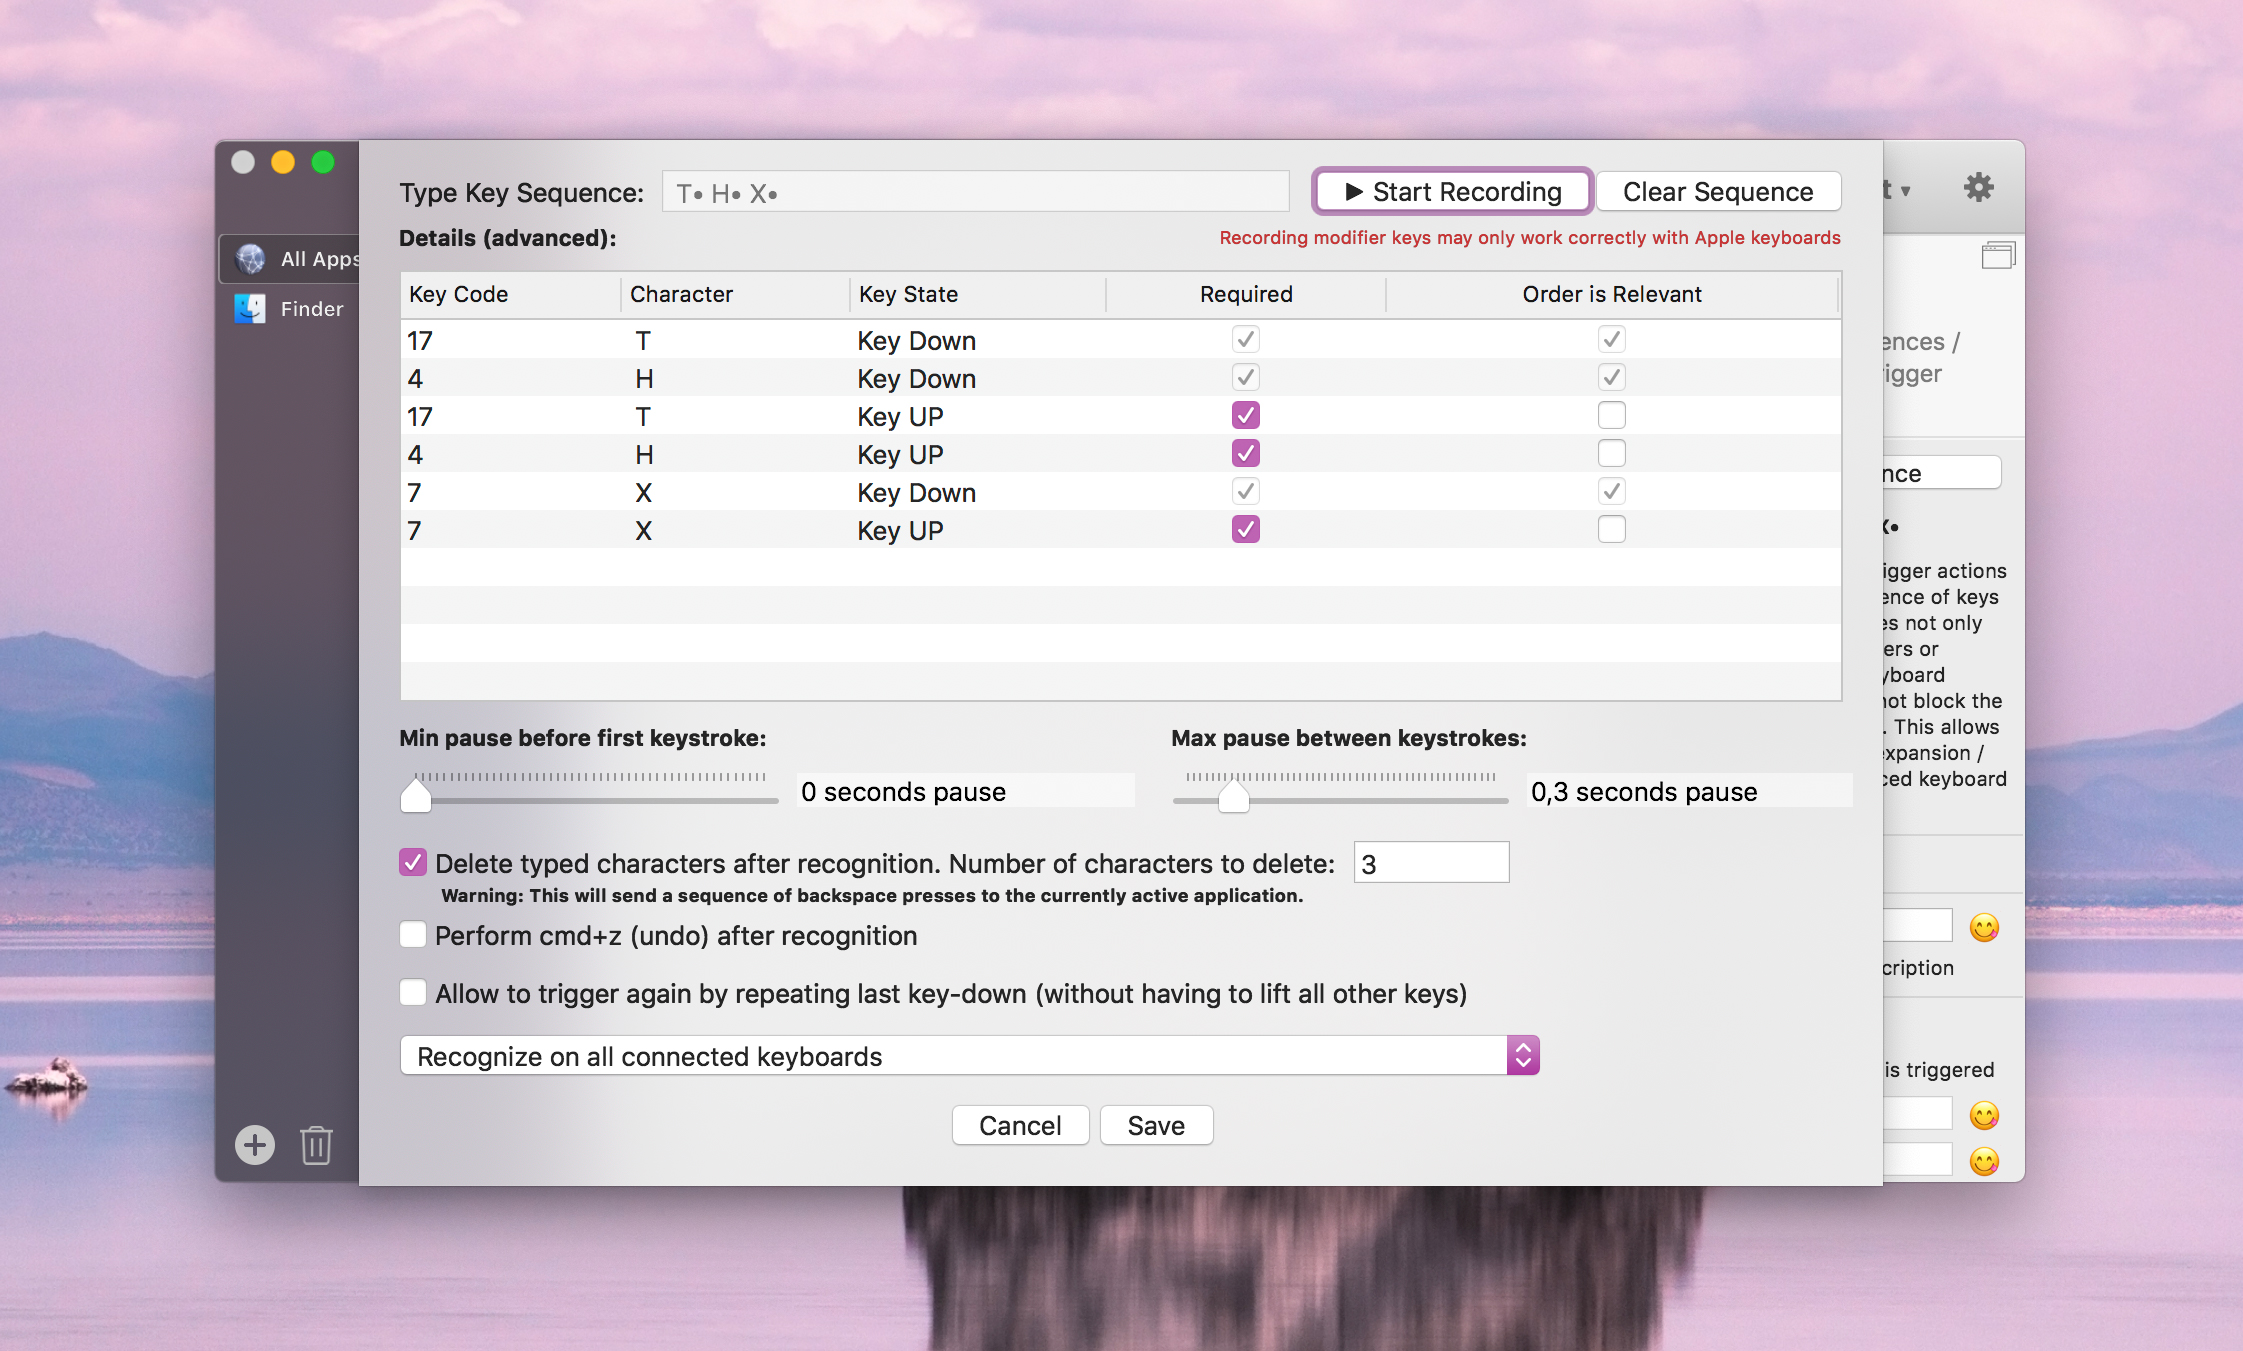 Type Key Sequence: T• H• X• ▶ Start Recording Clear Sequence t ▾
Details (advanced): Recording modifier keys may only work correctly with Apple keyboards
All Apps
Finder
Key Code Character Key State Required Order is Relevant
17 T Key Down
4 H Key Down
17 T Key UP
4 H Key UP
7 X Key Down
7 X Key UP
ences /
igger
nce
X•
igger actions
ence of keys
es not only
ers or
yboard
not block the
. This allows
expansion /
ced keyboard
Min pause before first keystroke: Max pause between keystrokes:
0 seconds pause 0,3 seconds pause
Delete typed characters after recognition. Number of characters to delete: 3
Warning: This will send a sequence of backspace presses to the currently active application.
Perform cmd+z (undo) after recognition
cription
Allow to trigger again by repeating last key-down (without having to lift all other keys)
Recognize on all connected keyboards
is triggered
Cancel Save